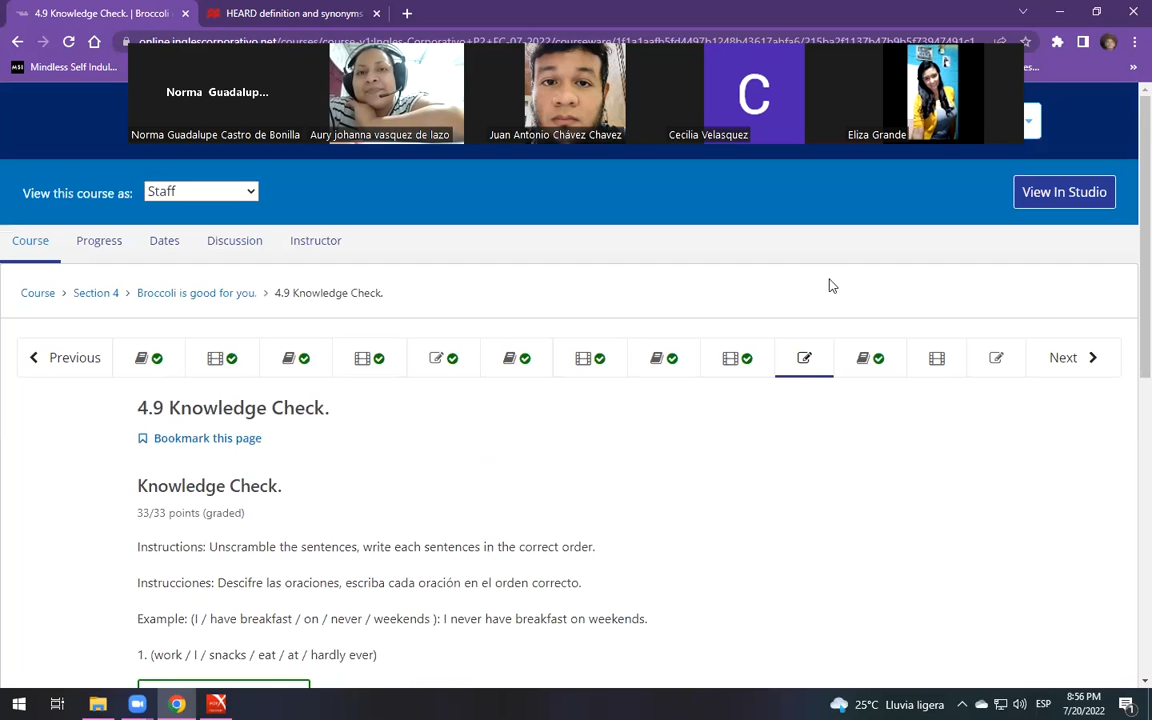 4.9 Knowledge Check. | Broccoli
HEARD definition and synonyms
Mindless Self Indul...
es...
Norma Guadalup...
C
Norma Guadalupe Castro de Bonilla
Aury johanna vasquez de lazo
Juan Antonio Chávez Chavez
Cecilia Velasquez
Eliza Grande
View this course as:
Staff
View In Studio
Course
Progress
Dates
Discussion
Instructor
Course > Section 4 > Broccoli is good for you. > 4.9 Knowledge Check.
Previous
Next
4.9 Knowledge Check.
Bookmark this page
Knowledge Check.
33/33 points (graded)
Instructions: Unscramble the sentences, write each sentences in the correct order.
Instrucciones: Descifre las oraciones, escriba cada oración en el orden correcto.
Example: (I / have breakfast / on / never / weekends ): I never have breakfast on weekends.
1. (work / I / snacks / eat / at / hardly ever)
25°C Lluvia ligera
ESP
8:56 PM
7/20/2022
1